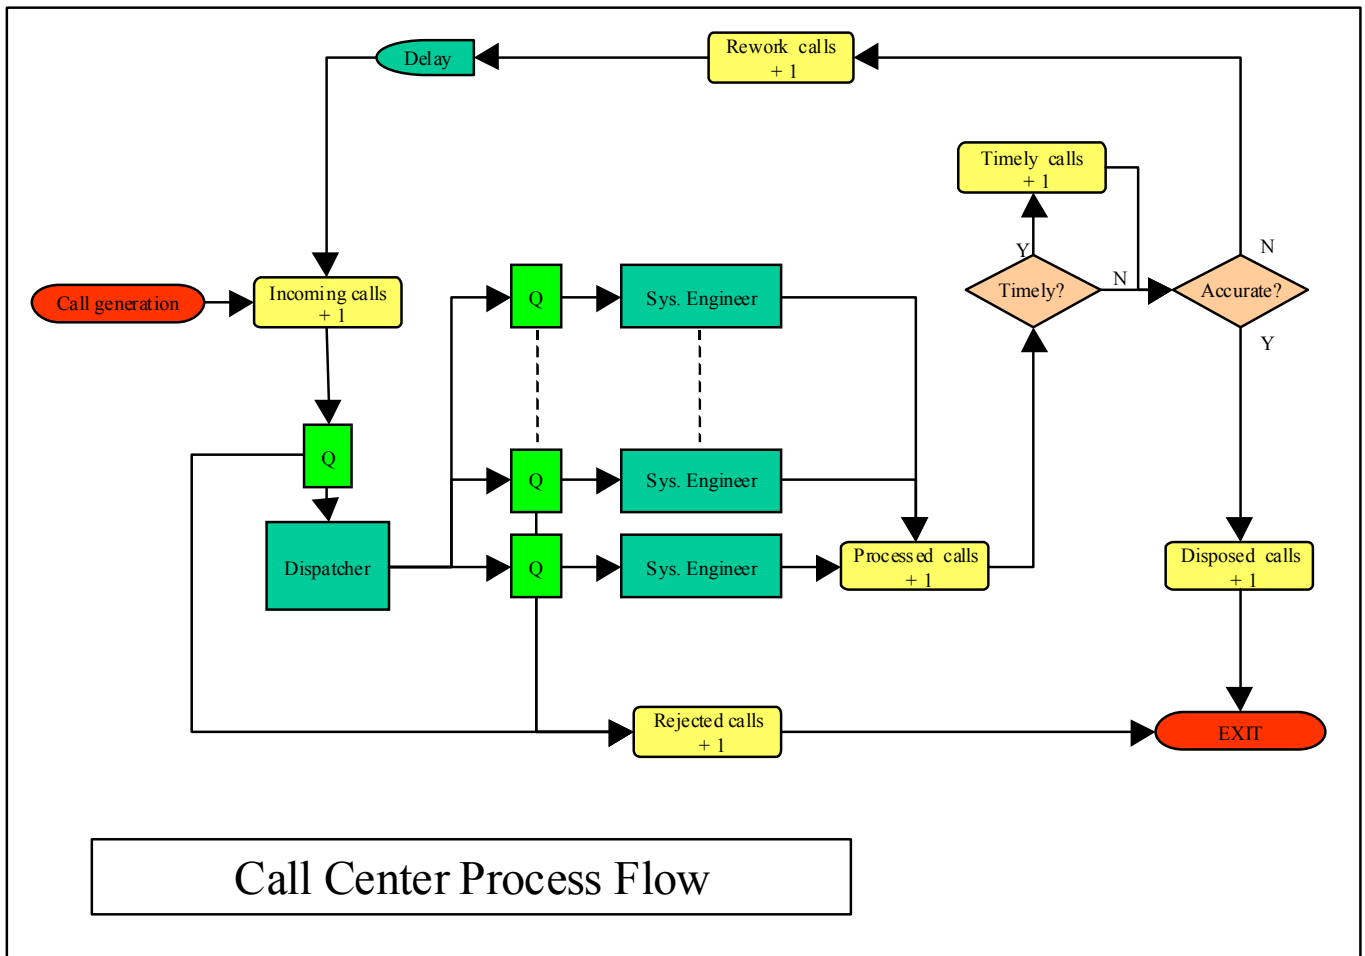 Delay
Rework calls
+ 1
Timely calls
+ 1
Y
N
N
Call generation
Incoming calls
+ 1
Q
Sys. Engineer
Timely?
Accurate?
Y
Q
Q
Sys. Engineer
Dispatcher
Q
Sys. Engineer
Processed calls
+ 1
Disposed calls
+ 1
Rejected calls
+ 1
EXIT
Call Center Process Flow